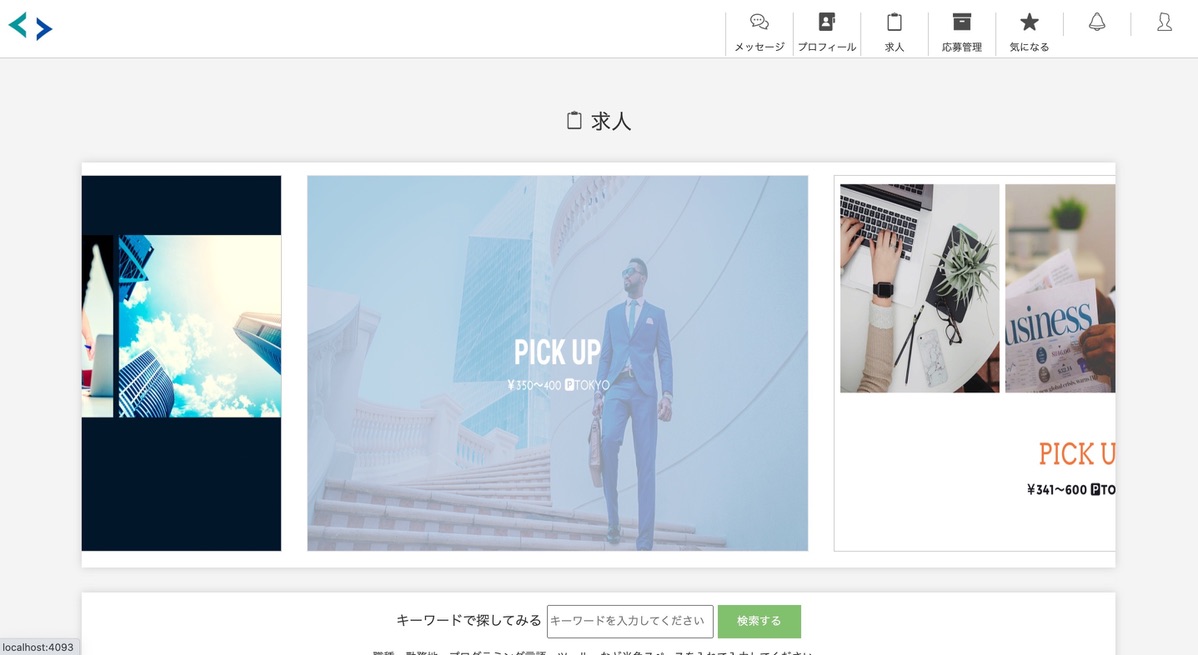 メッセージ
プロフィール
求人
応募管理
気になる
求人
PICK UP
¥350〜400 PTOKYO
usiness
PICK U
¥341〜600 PTO
キーワードで探してみる
キーワードを入力してください
検索する
localhost:4093